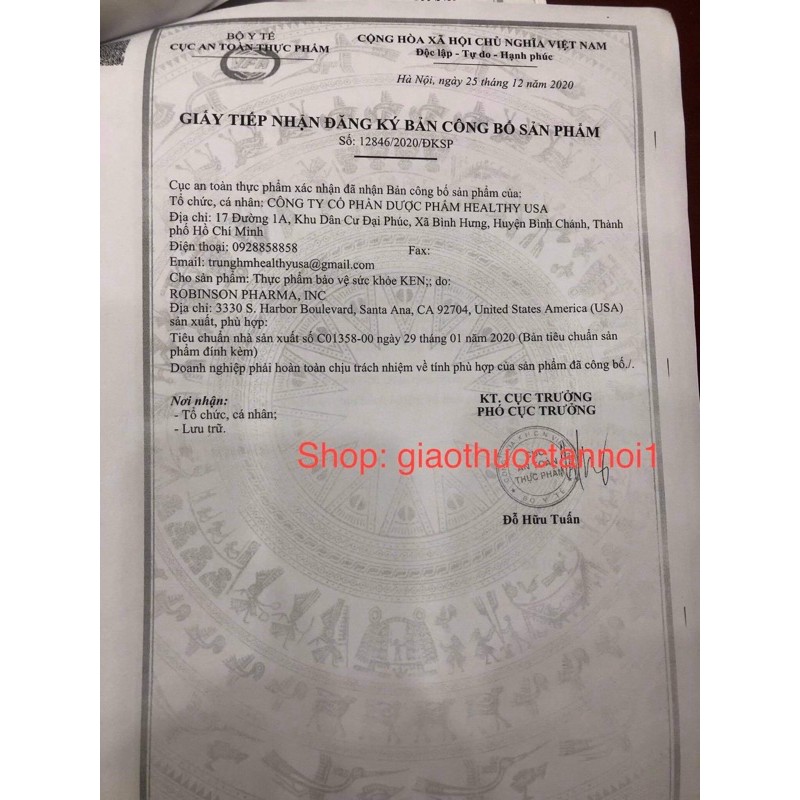 BỘ Y TẾ
CỤC AN TOÀN THỰC PHẨM
CỘNG HÒA XÃ HỘI CHỦ NGHĨA VIỆT NAM
Độc lập - Tự do - Hạnh phúc
Hà Nội, ngày 25 tháng 12 năm 2020
GIẤY TIẾP NHẬN ĐĂNG KÝ BẢN CÔNG BỐ SẢN PHẨM
Số: 12846/2020/ĐKSP
Cục an toàn thực phẩm xác nhận đã nhận Bản công bố sản phẩm của:
Tổ chức, cá nhân: CÔNG TY CỔ PHẦN DƯỢC PHẨM HEALTHY USA
Địa chỉ: 17 Đường 1A, Khu Dân Cư Đại Phúc, Xã Bình Hưng, Huyện Bình Chánh, Thành
phố Hồ Chí Minh
Điện thoại: 0928858858 Fax:
Email: trunghmhealthyusa@gmail.com
Cho sản phẩm: Thực phẩm bảo vệ sức khỏe KEN;; do:
ROBINSON PHARMA, INC
Địa chỉ: 3330 S. Harbor Boulevard, Santa Ana, CA 92704, United States America (USA)
sản xuất, phù hợp:
Tiêu chuẩn nhà sản xuất số C01358-00 ngày 29 tháng 01 năm 2020 (Bản tiêu chuẩn sản
phẩm đính kèm)
Doanh nghiệp phải hoàn toàn chịu trách nhiệm về tính phù hợp của sản phẩm đã công bố./.
Nơi nhận:
- Tổ chức, cá nhân;
- Lưu trữ.
KT. CỤC TRƯỞNG
PHÓ CỤC TRƯỞNG
Shop: giaothuoctannoi1
AN TOÀN
THỰC PHẨM
Đỗ Hữu Tuấn